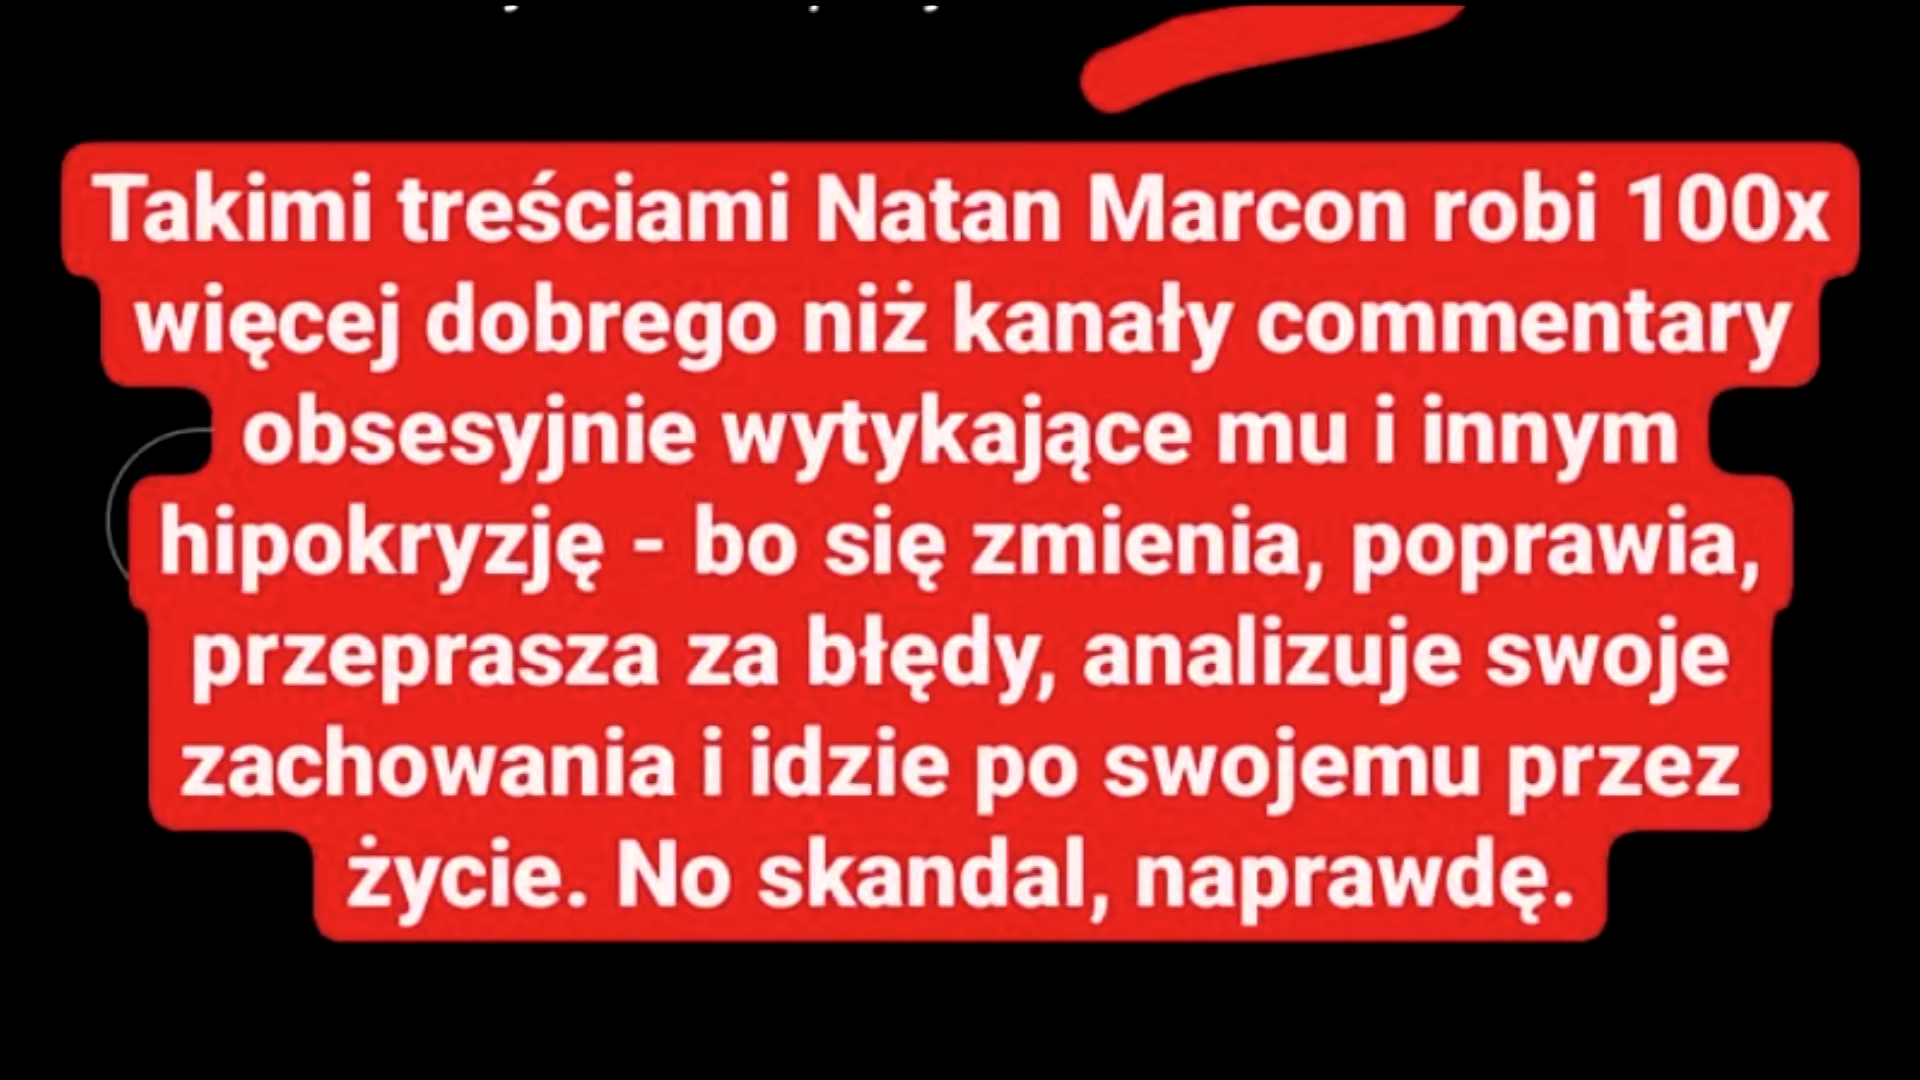 Takimi treściami Natan Marcon robi 100x
więcej dobrego niż kanały commentary
obsesyjnie wytykające mu i innym
hipokryzję - bo się zmienia, poprawia,
przeprasza za błędy, analizuje swoje
zachowania i idzie po swojemu przez
życie. No skandal, naprawdę.